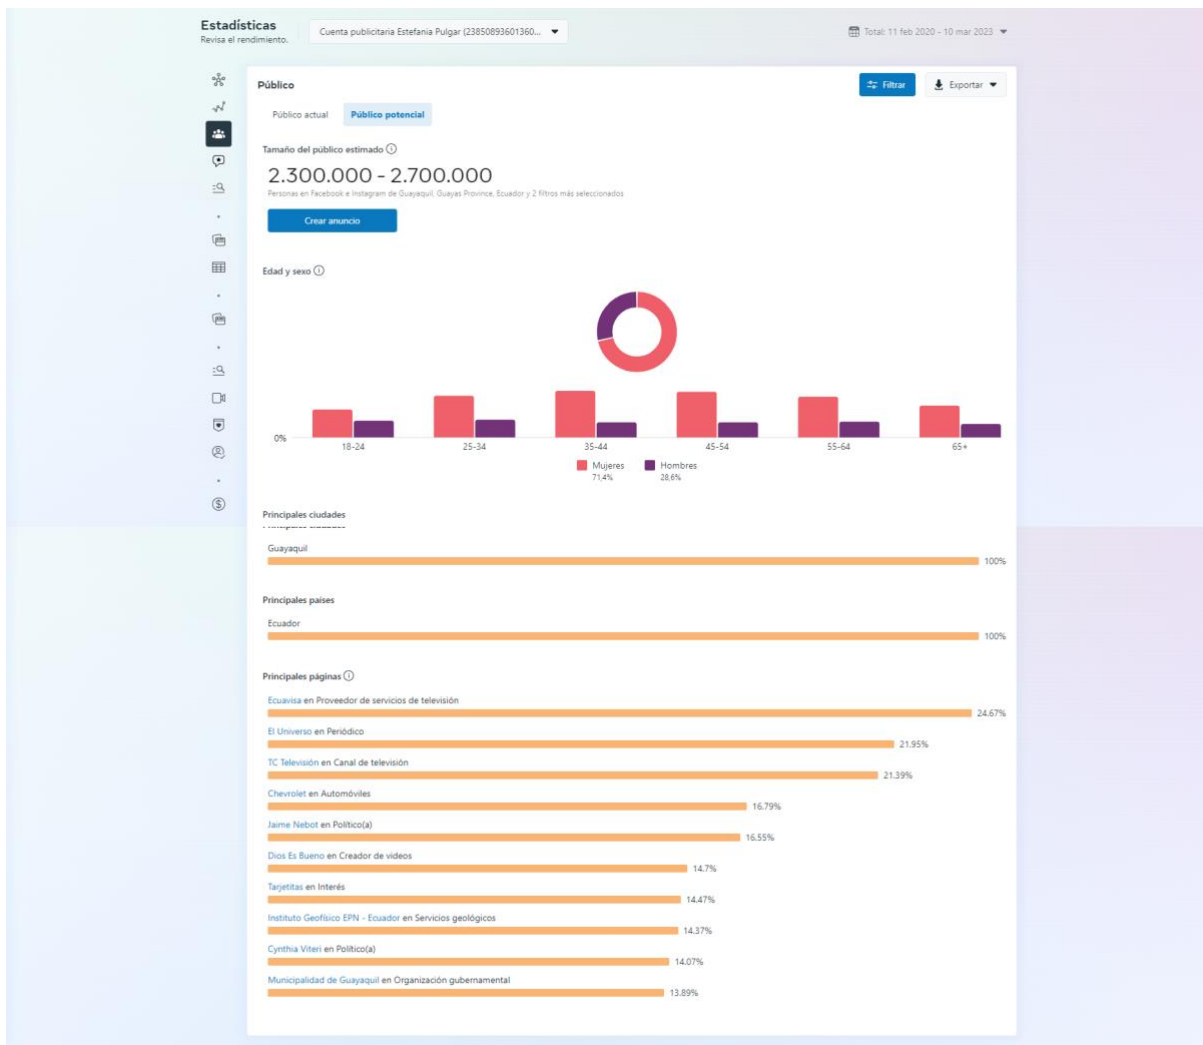 Estadísticas
Revisa el rendimiento.
Cuenta publicitaria Estefania Pulgar (23850893601360...
Total: 11 feb 2020 - 10 mar 2023
Público
Filtrar
Exportar
Público actual
Público potencial
Tamaño del público estimado
2.300.000 - 2.700.000
Personas en Facebook e Instagram de Guayaquil, Guayas Province, Ecuador y 2 filtros más seleccionados
Crear anuncio
Edad y sexo
0%
18-24 25-34 35-44 45-54 55-64 65+
Mujeres Hombres
71,4% 28,6%
Principales ciudades
Guayaquil
100%
Principales países
Ecuador
100%
Principales páginas
Ecuavisa en Proveedor de servicios de televisión
24.67%
El Universo en Periódico
21.95%
TC Televisión en Canal de televisión
21.39%
Chevrolet en Automóviles
16.79%
Jaime Nebot en Político(a)
16.55%
Dios Es Bueno en Creador de videos
14.7%
Tarjetitas en Interés
14.47%
Instituto Geofísico EPN - Ecuador en Servicios geológicos
14.37%
Cynthia Viteri en Político(a)
14.07%
Municipalidad de Guayaquil en Organización gubernamental
13.89%